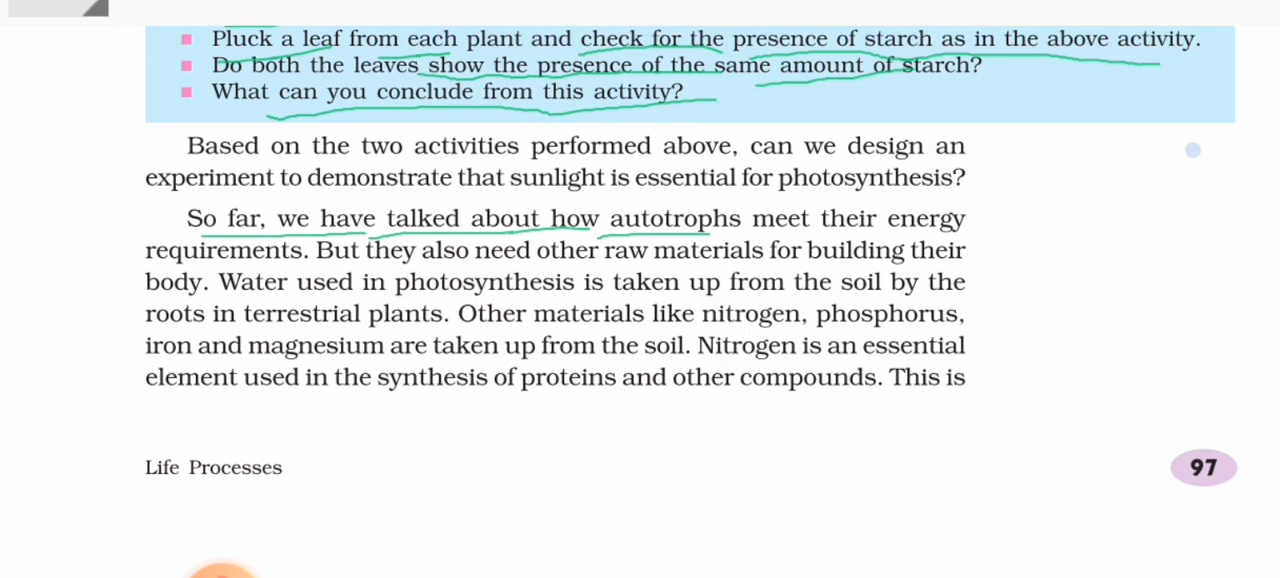 Pluck a leaf from each plant and check for the presence of starch as in the above activity.
Do both the leaves show the presence of the same amount of starch?
What can you conclude from this activity?
Based on the two activities performed above, can we design an
experiment to demonstrate that sunlight is essential for photosynthesis?
So far, we have talked about how autotrophs meet their energy
requirements. But they also need other raw materials for building their
body. Water used in photosynthesis is taken up from the soil by the
roots in terrestrial plants. Other materials like nitrogen, phosphorus,
iron and magnesium are taken up from the soil. Nitrogen is an essential
element used in the synthesis of proteins and other compounds. This is
Life Processes
97